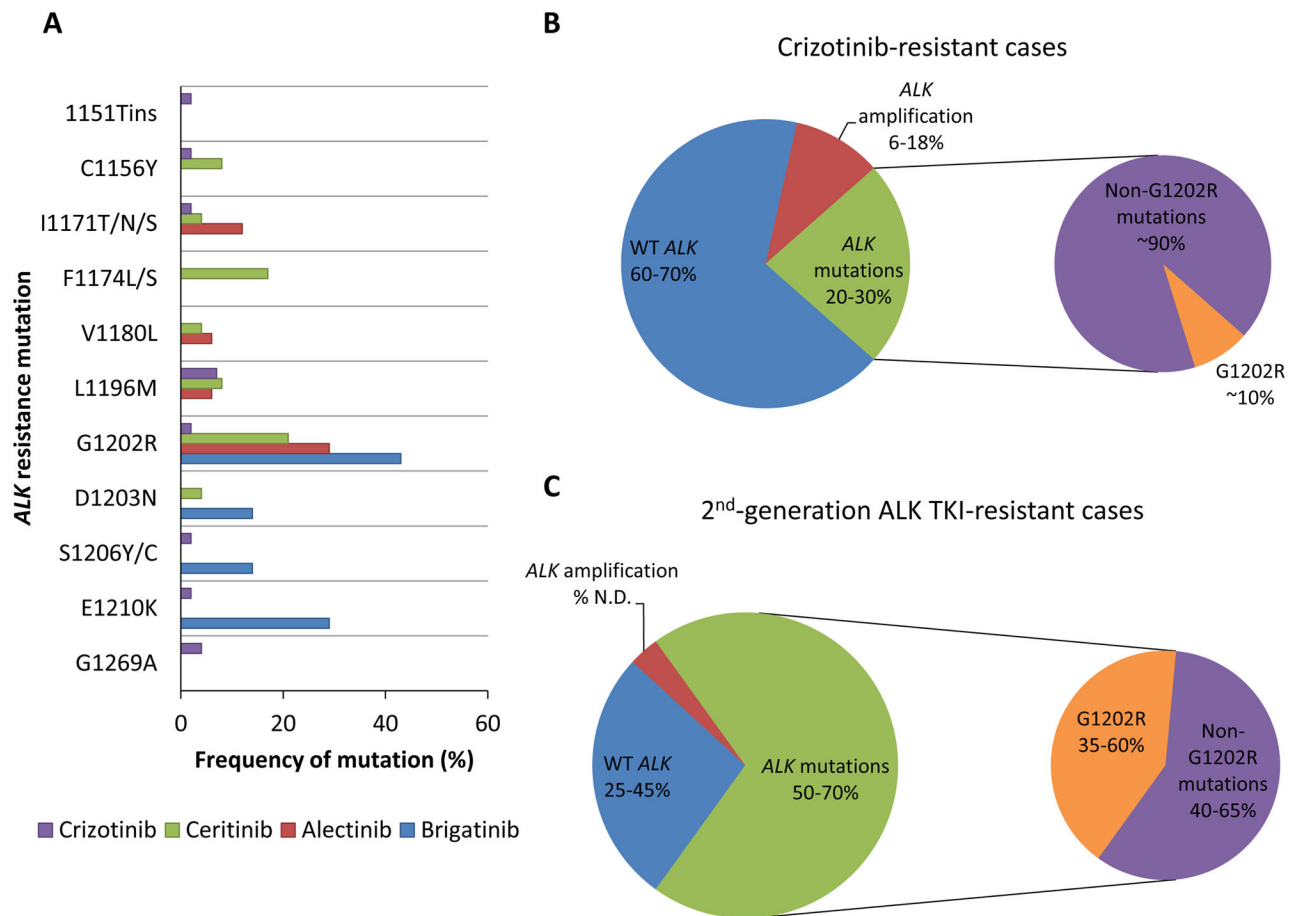 A
ALK resistance mutation
1151Tins
C1156Y
I1171T/N/S
F1174L/S
V1180L
L1196M
G1202R
D1203N
S1206Y/C
E1210K
G1269A
0 20 40 60
Frequency of mutation (%)
Crizotinib Ceritinib Alectinib Brigatinib
B
Crizotinib-resistant cases
ALK
amplification
6-18%
WT ALK
60-70%
ALK
mutations
20-30%
Non-G1202R
mutations
~90%
G1202R
~10%
C
2nd-generation ALK TKI-resistant cases
ALK amplification
% N.D.
WT ALK
25-45%
ALK mutations
50-70%
G1202R
35-60%
Non-
G1202R
mutations
40-65%